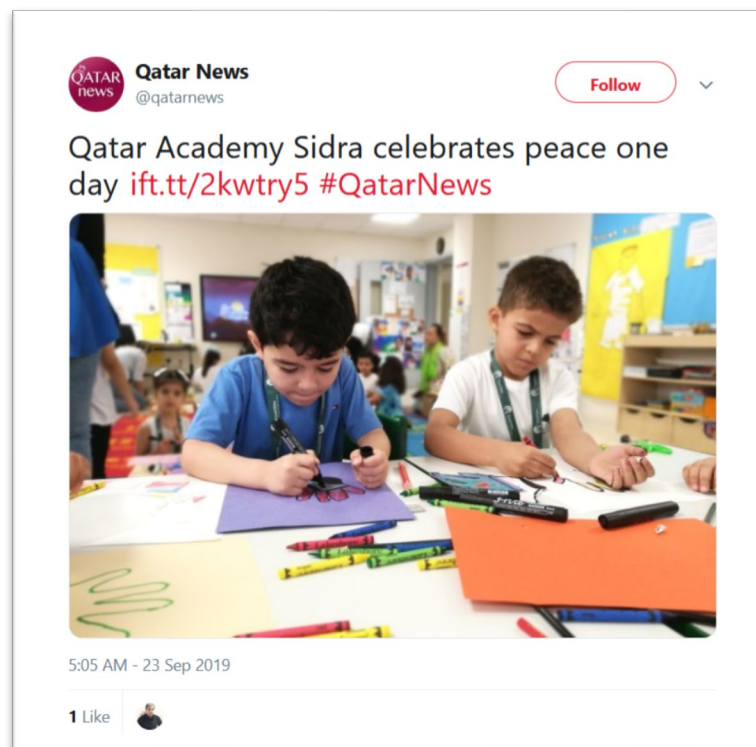 QATAR
news
Qatar News
@qatarnews
Follow
Qatar Academy Sidra celebrates peace one
day ift.tt/2kwtry5 #QatarNews
5:05 AM - 23 Sep 2019
1 Like